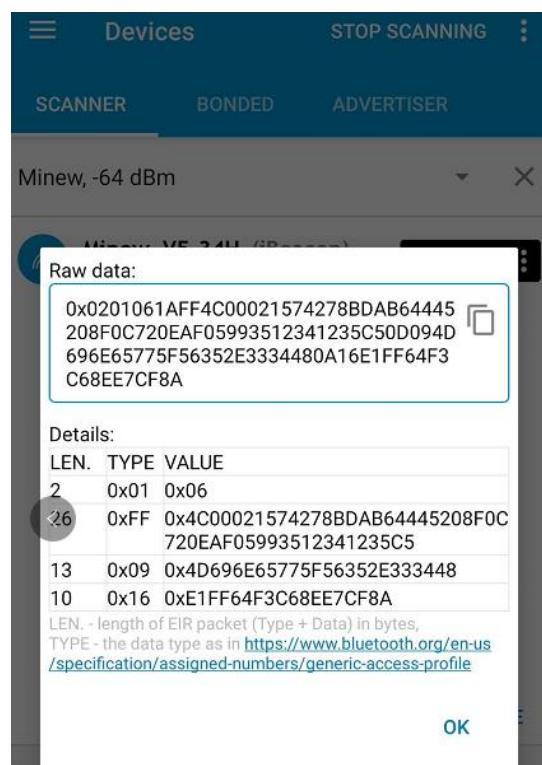 Devices STOP SCANNING
SCANNER BONDED ADVERTISER
Minew, -64 dBm
Raw data:
0x0201061AFF4C00021574278BDAB64445
208F0C720EAF05993512341235C50D094D
696E65775F56352E3334480A16E1FF64F3
C68EE7CF8A
Details:
LEN. TYPE VALUE
2 0x01 0x06
26 0xFF 0x4C00021574278BDAB64445208F0C
720EAF05993512341235C5
13 0x09 0x4D696E65775F56352E333448
10 0x16 0xE1FF64F3C68EE7CF8A
LEN. - length of EIR packet (Type +
Data) in bytes,
TYPE - the data type as in https://www.bluetooth.org/en-us
/specification/assigned-numbers/generic-access-profile
OK